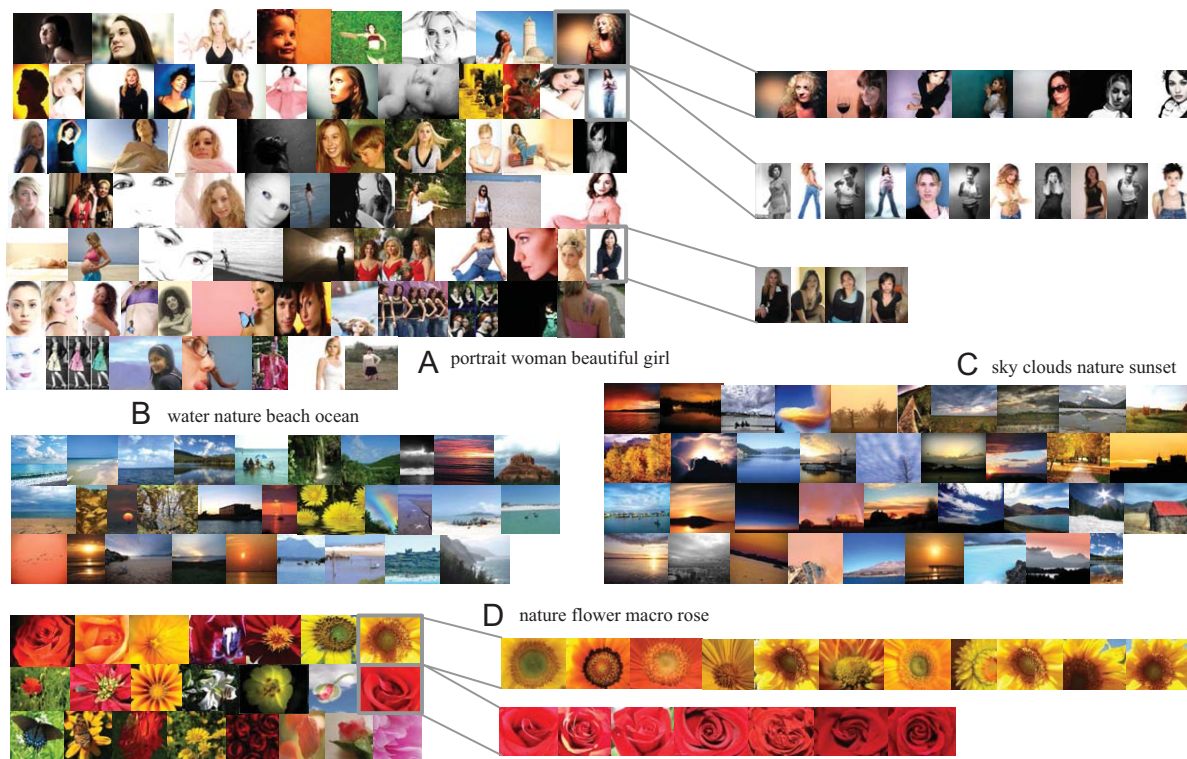 A portrait woman beautiful girl
C sky clouds nature sunset
B water nature beach ocean
D nature flower macro rose